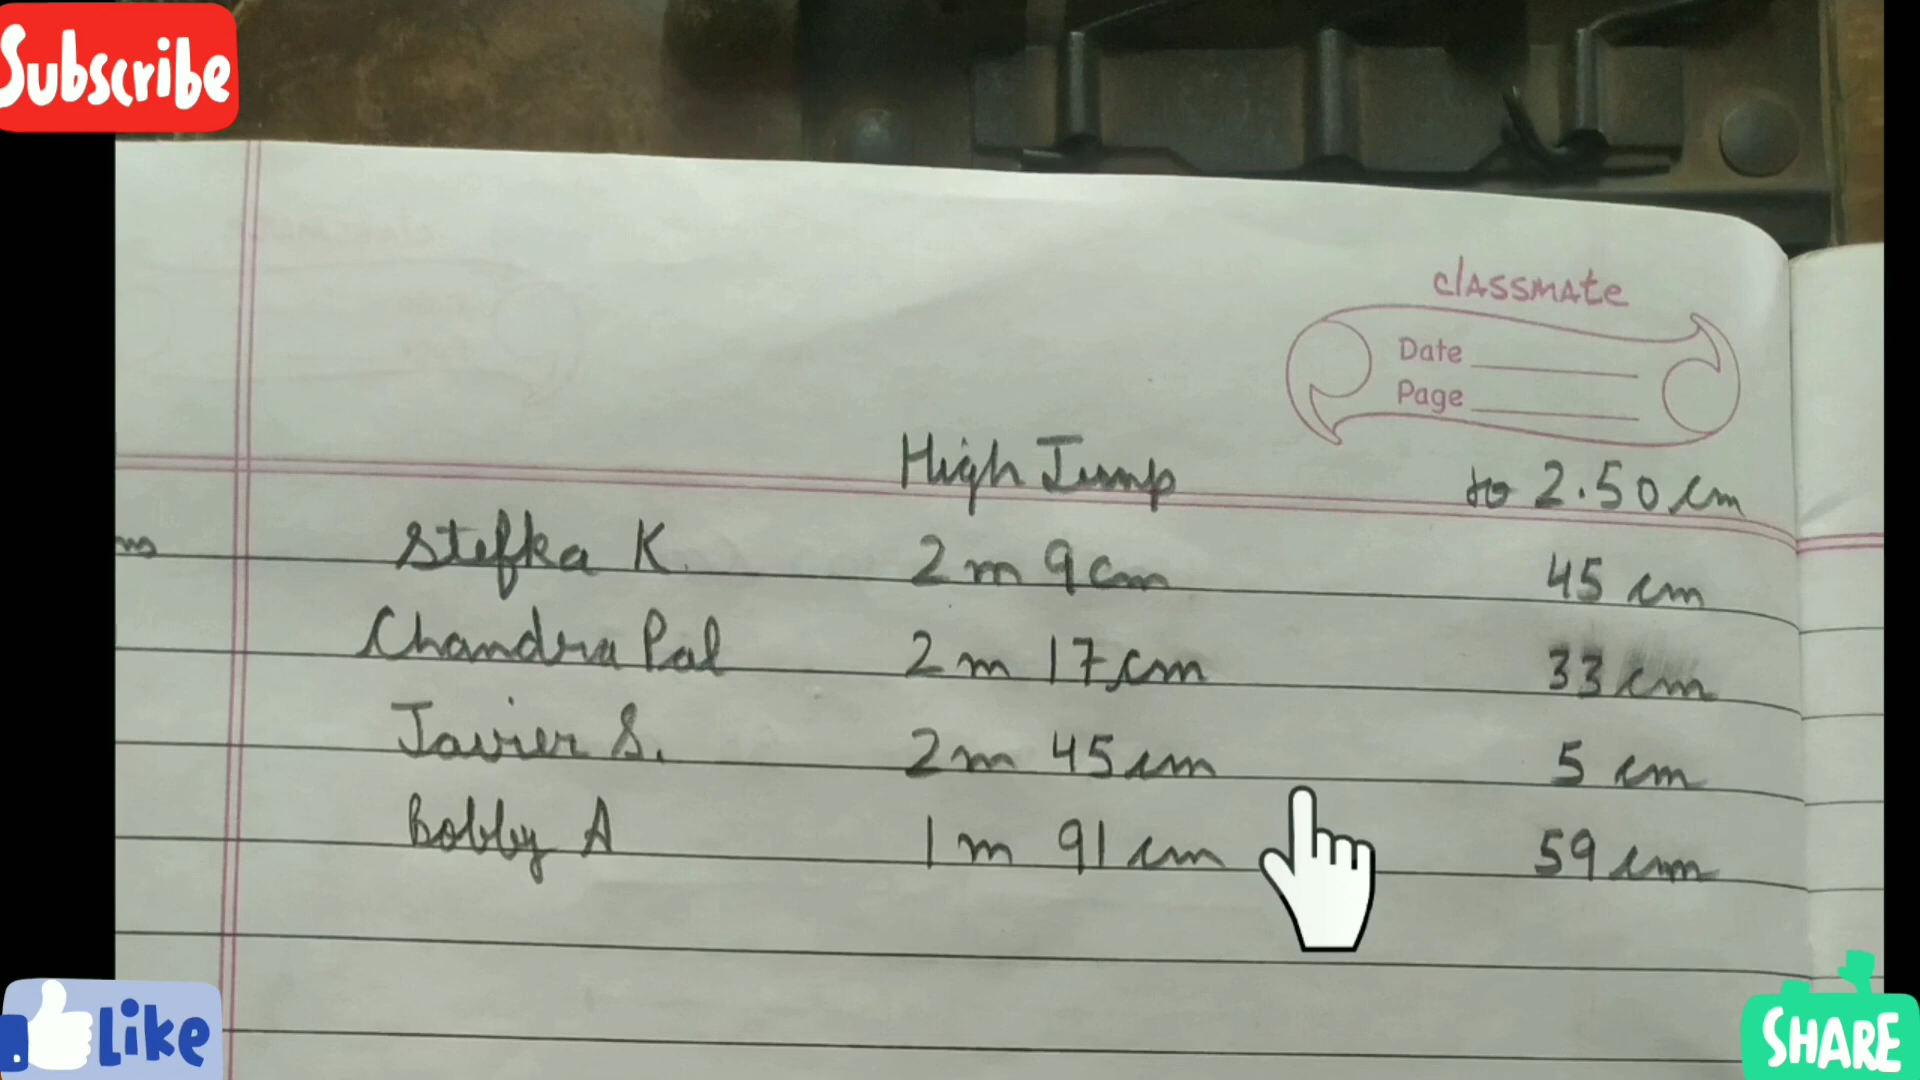 Subscribe
classmate
Date
Page
High Jump to 2.50 cm
Stefka K. 2 m 9 cm 45 cm
Chandra Pal 2 m 17 cm 33 cm
Javier S. 2 m 45 cm 5 cm
Bobby A 1 m 91 cm 59 cm
Like
SHARE